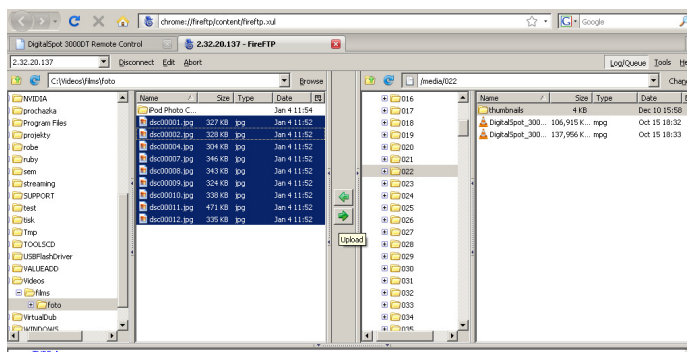 chrome://fireftp/content/fireftp.xul
G Google
DigitalSpot 3000DT Remote Control
2.32.20.137 - FireFTP
2.32.20.137
Disconnect Edit Abort
Log/Queue Tools
C:\Videos\films\foto
Browse
/media/022
NVIDIA
prochazka
Program Files
projekty
robe
ruby
sem
streaming
SUPPORT
test
tisk
Tmp
TOOLSCD
USBFlashDriver
VALUEADD
Videos
films
foto
VirtualDub
WINDOWS
Name Size Type Date
iPod Photo C... Jan 4 11:54
dsc00001.jpg 327 KB jpg Jan 4 11:52
dsc00002.jpg 328 KB jpg Jan 4 11:52
dsc00004.jpg 304 KB jpg Jan 4 11:52
dsc00007.jpg 346 KB jpg Jan 4 11:52
dsc00008.jpg 343 KB jpg Jan 4 11:52
dsc00009.jpg 324 KB jpg Jan 4 11:52
dsc00010.jpg 338 KB jpg Jan 4 11:52
dsc00011.jpg 471 KB jpg Jan 4 11:52
dsc00012.jpg 335 KB jpg Jan 4 11:52
Upload
016
017
018
019
020
021
022
023
024
025
026
027
028
029
030
031
032
033
034
035
Name Size Type Date
thumbnails 4 KB Dec 10 15:58
DigitalSpot_300... 106,915 K... mpg Oct 15 18:32
DigitalSpot_300... 137,956 K... mpg Oct 15 18:33